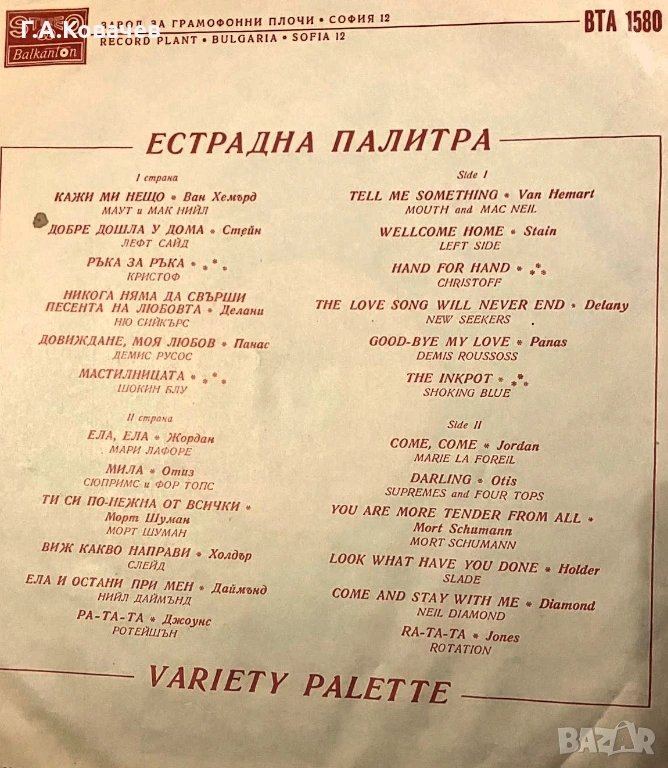 Г.А.Ковачев
STEREO
Balkanton
ЗАВОД ЗА ГРАМОФОННИ ПЛОЧИ • СОФИЯ 12
RECORD PLANT • BULGARIA • SOFIA 12
ВТА 1580
ЕСТРАДНА ПАЛИТРА
I страна
КАЖИ МИ НЕЩО * Ван Хемърд
МАУТ и МАК НИЙЛ
ДОБРЕ ДОШЛА У ДОМА * Стейн
ЛЕФТ САЙД
РЪКА ЗА РЪКА * ***
КРИСТОФ
НИКОГА НЯМА ДА СВЪРШИ
ПЕСЕНТА НА ЛЮБОВТА * Делани
НЮ СИЙКЪРС
ДОВИЖДАНЕ, МОЯ ЛЮБОВ * Панас
ДЕМИС РУСОС
МАСТИЛНИЦАТА * ***
ШОКИН БЛУ
II страна
ЕЛА, ЕЛА * Жордан
МАРИ ЛАФОРЕ
МИЛА * Отиз
СЮПРИМС и ФОР ТОПС
ТИ СИ ПО-НЕЖНА ОТ ВСИЧКИ *
Морт Шуман
МОРТ ШУМАН
ВИЖ КАКВО НАПРАВИ * Холдър
СЛЕЙД
ЕЛА И ОСТАНИ ПРИ МЕН * Даймънд
НИЙЛ ДАЙМЪНД
РА-ТА-ТА * Джоунс
РОТЕЙШЪН
Side I
TELL ME SOMETHING * Van Hemart
MOUTH and MAC NEIL
WELLCOME HOME * Stain
LEFT SIDE
HAND FOR HAND * ***
CHRISTOFF
THE LOVE SONG WILL NEVER END * Delany
NEW SEEKERS
GOOD-BYE MY LOVE * Panas
DEMIS ROUSSOSS
THE INKPOT * ***
SHOKING BLUE
Side II
COME, COME * Jordan
MARIE LA FOREIL
DARLING * Otis
SUPREMES and FOUR TOPS
YOU ARE MORE TENDER FROM ALL *
Mort Schumann
MORT SCHUMANN
LOOK WHAT HAVE YOU DONE * Holder
SLADE
COME AND STAY WITH ME * Diamond
NEIL DIAMOND
RA-TA-TA * Jones
ROTATION
VARIETY PALETTE
BAZAR